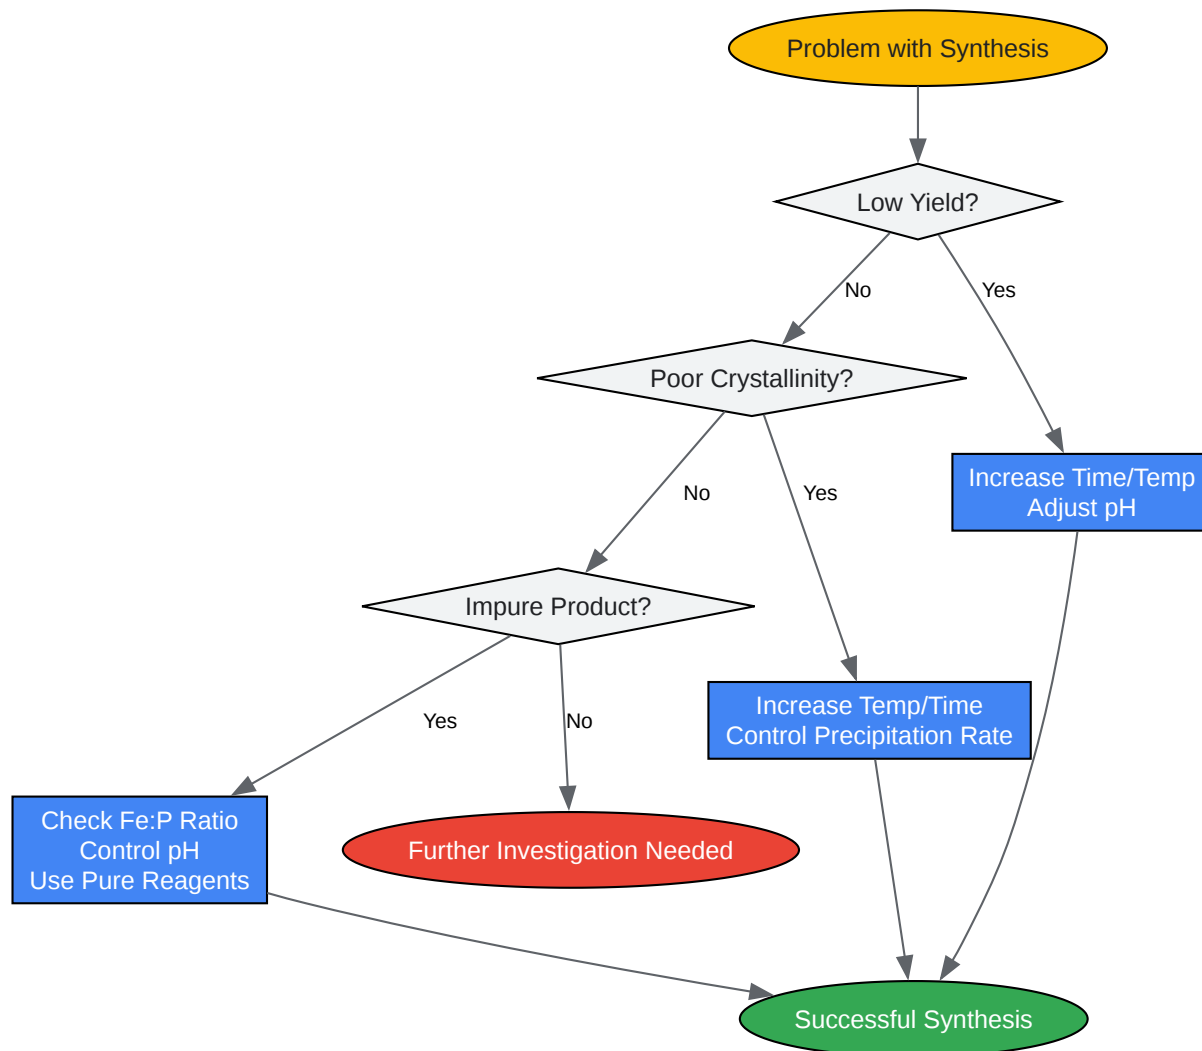 Problem with Synthesis
Low Yield?
No
Yes
Poor Crystallinity?
Increase Time/Temp
Adjust pH
No
Yes
Impure Product?
Increase Temp/Time
Control Precipitation Rate
Yes
No
Check Fe:P Ratio
Control pH
Use Pure Reagents
Further Investigation Needed
Successful Synthesis